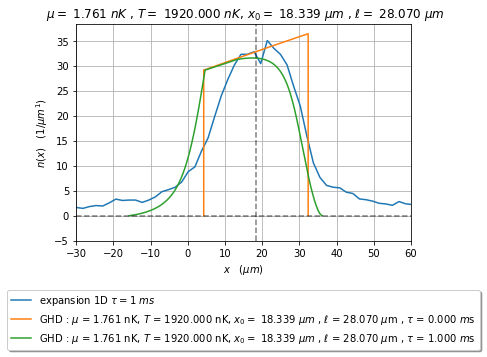 μ = 1.761 nK , T = 1920.000 nK, x₀ = 18.339 μm , ℓ = 28.070 μm
35
30
25
20
15
10
5
0
−5
n(x) (1/μm¹)
−30 −20 −10 0 10 20 30 40 50 60
x (μm)
expansion 1D τ = 1 ms
GHD : μ = 1.761 nK, T = 1920.000 nK, x₀ = 18.339 μm , ℓ = 28.070 μm , τ = 0.000 ms
GHD : μ = 1.761 nK, T = 1920.000 nK, x₀ = 18.339 μm , ℓ = 28.070 μm , τ = 1.000 ms